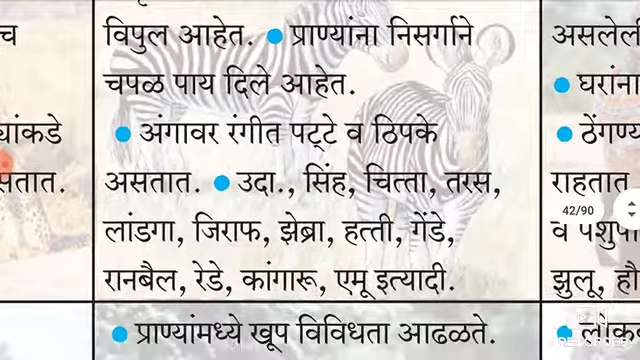 च
यांकडे
सतात.
विपुल आहेत. ● प्राण्यांना निसर्गाने
चपळ पाय दिले आहेत.
● अंगावर रंगीत पट्टे व ठिपके
असतात. ● उदा., सिंह, चित्ता, तरस,
लांडगा, जिराफ, झेब्रा, हत्ती, गेंडे,
रानबैल, रेडे, कांगारू, एमू इत्यादी.
● प्राण्यांमध्ये खूप विविधता आढळते.
असलेल
● घरांना
● ठेंगण्य
राहतात
42/90
व पशुपा
झुलू, हौ
● लोकव